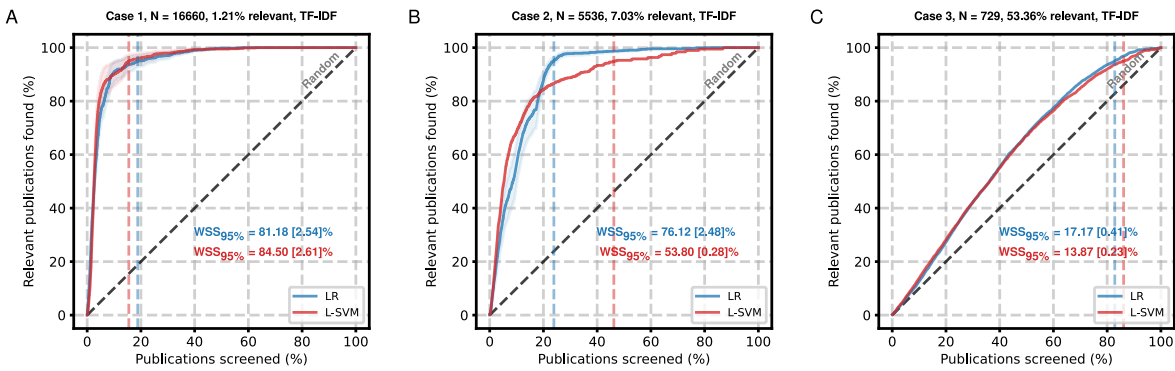 A
Case 1, N = 16660, 1.21% relevant, TF-IDF
Relevant publications found (%)
100
80
60
40
20
0
Random
WSS95% = 81.18 [2.54]%
WSS95% = 84.50 [2.61]%
LR
L-SVM
0 20 40 60 80 100
Publications screened (%)
B
Case 2, N = 5536, 7.03% relevant, TF-IDF
Relevant publications found (%)
100
80
60
40
20
0
Random
WSS95% = 76.12 [2.48]%
WSS95% = 53.80 [0.28]%
LR
L-SVM
0 20 40 60 80 100
Publications screened (%)
C
Case 3, N = 729, 53.36% relevant, TF-IDF
Relevant publications found (%)
100
80
60
40
20
0
Random
WSS95% = 17.17 [0.41]%
WSS95% = 13.87 [0.23]%
LR
L-SVM
0 20 40 60 80 100
Publications screened (%)